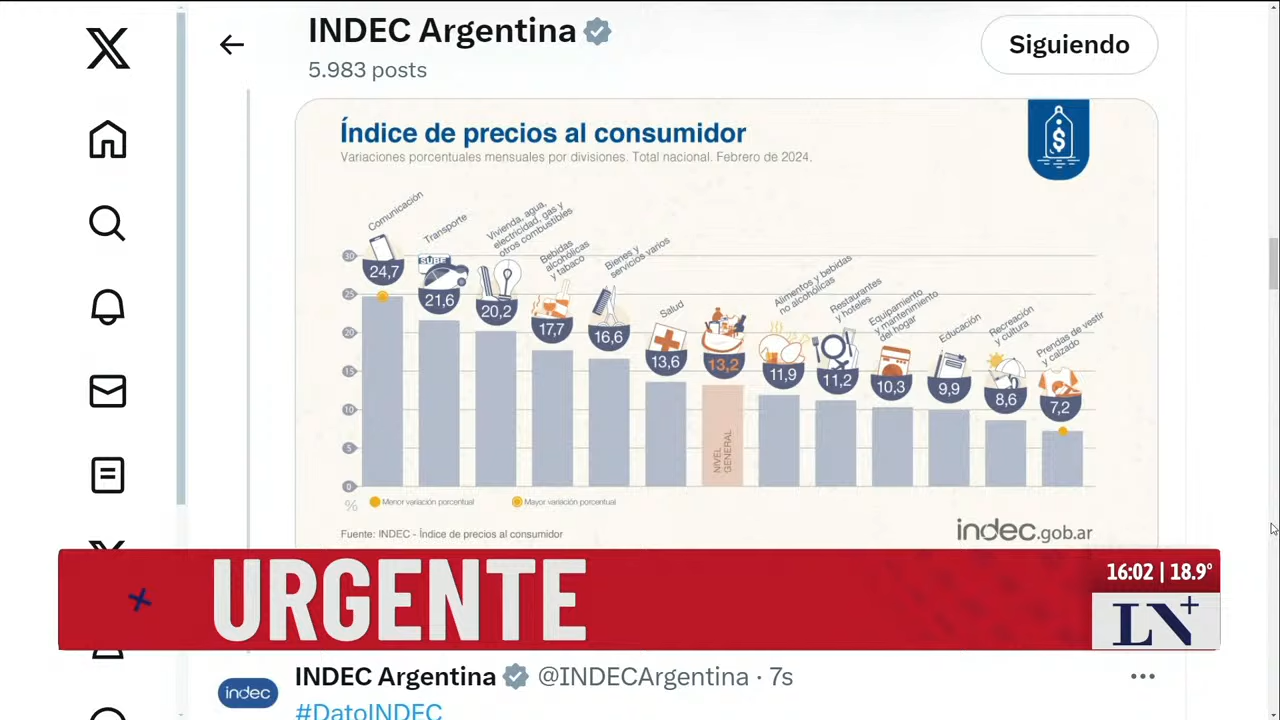 INDEC Argentina
5.983 posts
Siguiendo
Índice de precios al consumidor
Variaciones porcentuales mensuales por divisiones. Total nacional. Febrero de 2024.
Comunicación
Transporte
Vivienda, agua,
electricidad, gas y
otros combustibles
Bebidas
alcohólicas
y tabaco
Bienes y
servicios varios
Salud
Alimentos y bebidas
no alcohólicas
Restaurantes
y hoteles
Equipamiento
y mantenimiento
del hogar
Educación
Recreación
y cultura
Prendas de vestir
y calzado
SUBE
24,7
21,6
20,2
17,7
16,6
13,6
13,2
11,9
11,2
10,3
9,9
8,6
7,2
30
25
20
15
10
5
0
%
NIVEL
GENERAL
Menor variación porcentual
Mayor variación porcentual
Fuente: INDEC - Índice de precios al consumidor
indec.gob.ar
URGENTE
16:02 | 18.9°
LN+
indec
INDEC Argentina @INDECArgentina · 7s
#DatoINDEC